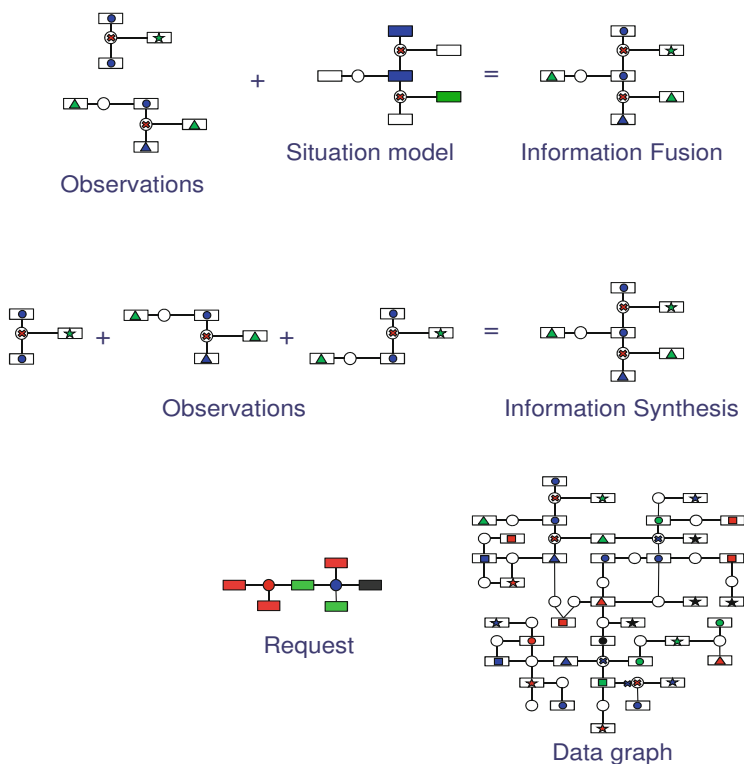 +
=
Situation model
Information Fusion
Observations
+
+
=
Observations
Information Synthesis
Request
Data graph